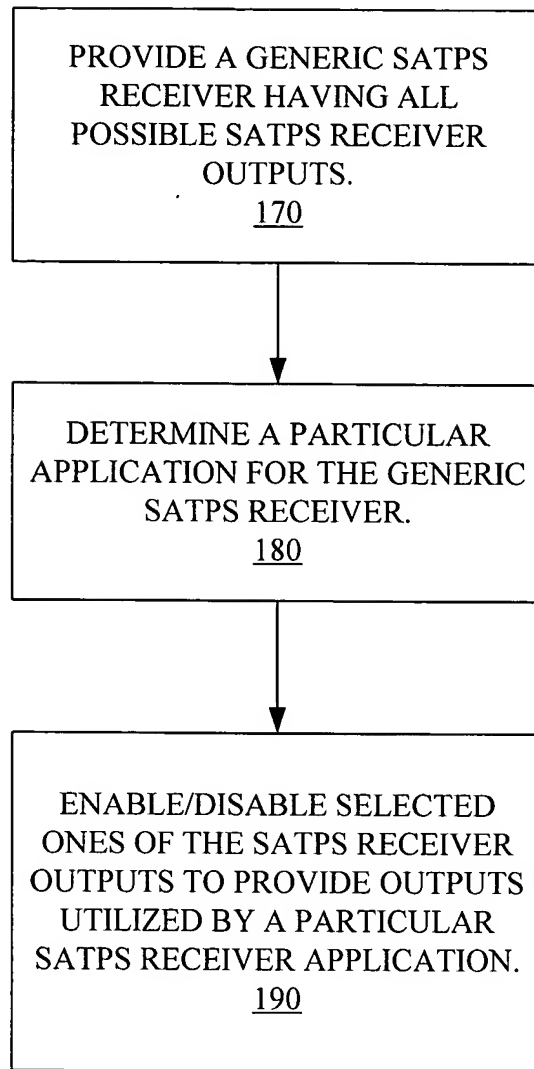 PROVIDE A GENERIC SATPS
RECEIVER HAVING ALL
POSSIBLE SATPS RECEIVER
OUTPUTS.
170
DETERMINE A PARTICULAR
APPLICATION FOR THE GENERIC
SATPS RECEIVER.
180
ENABLE/DISABLE SELECTED
ONES OF THE SATPS RECEIVER
OUTPUTS TO PROVIDE OUTPUTS
UTILIZED BY A PARTICULAR
SATPS RECEIVER APPLICATION.
190